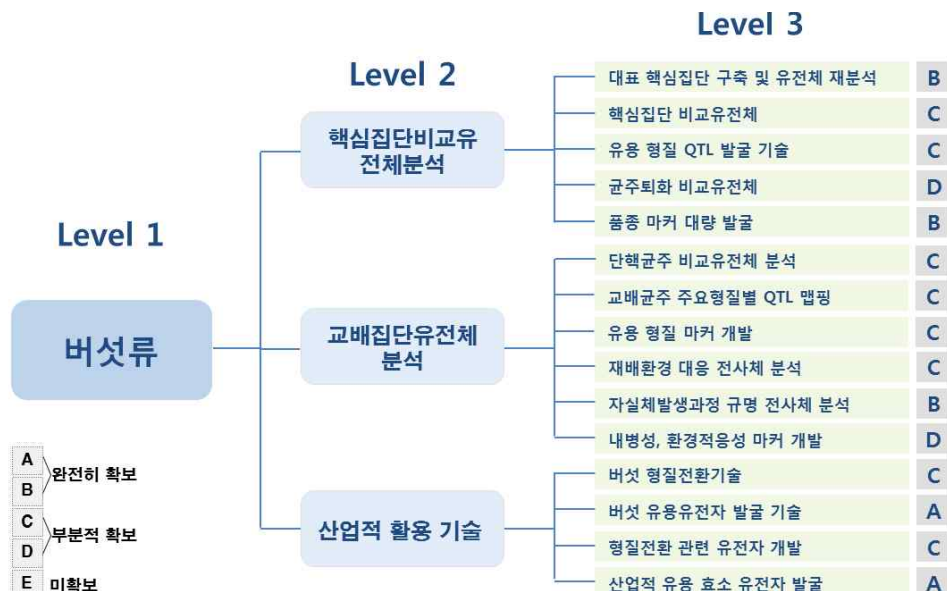 Level 3
Level 2
Level 1
버섯류
핵심집단비교유
전체분석
대표 핵심집단 구축 및 유전체 재분석 B
핵심집단 비교유전체 C
유용 형질 QTL 발굴 기술 C
균주퇴화 비교유전체 D
품종 마커 대량 발굴 B
교배집단유전체
분석
단핵균주 비교유전체 분석 C
교배균주 주요형질별 QTL 맵핑 C
유용 형질 마커 개발 C
재배환경 대응 전사체 분석 C
자실체발생과정 규명 전사체 분석 B
내병성, 환경적응성 마커 개발 D
산업적 활용 기술
버섯 형질전환기술 C
버섯 유용유전자 발굴 기술 A
형질전환 관련 유전자 개발 C
산업적 유용 효소 유전자 발굴 A
A
B
완전히 확보
C
D
부분적 확보
E 미확보